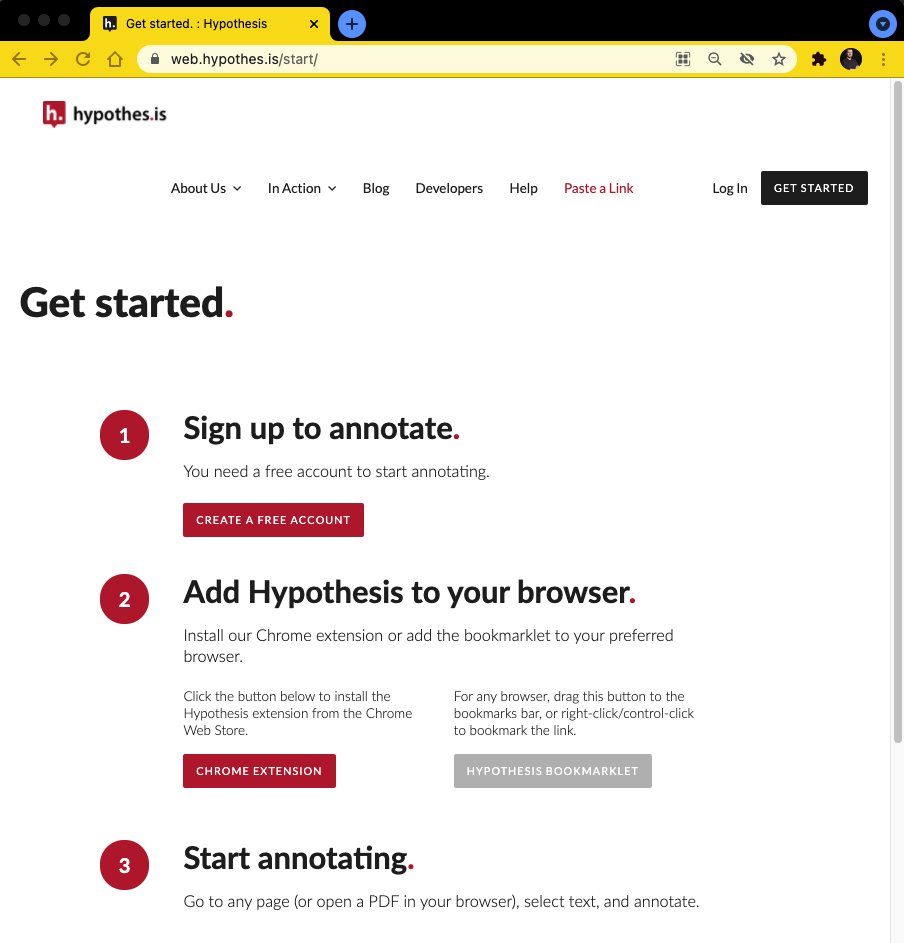 Get started. : Hypothesis
web.hypothes.is/start/
h. hypothes.is
About Us In Action Blog Developers Help Paste a Link Log In GET STARTED
Get started.
1 Sign up to annotate.
You need a free account to start annotating.
CREATE A FREE ACCOUNT
2 Add Hypothesis to your browser.
Install our Chrome extension or add the bookmarklet to your preferred
browser.
Click the button below to install the
Hypothesis extension from the Chrome
Web Store.
CHROME EXTENSION
For any browser, drag this button to the
bookmarks bar, or right-click/control-click
to bookmark the link.
HYPOTHESIS BOOKMARKLET
3 Start annotating.
Go to any page (or open a PDF in your browser), select text, and annotate.